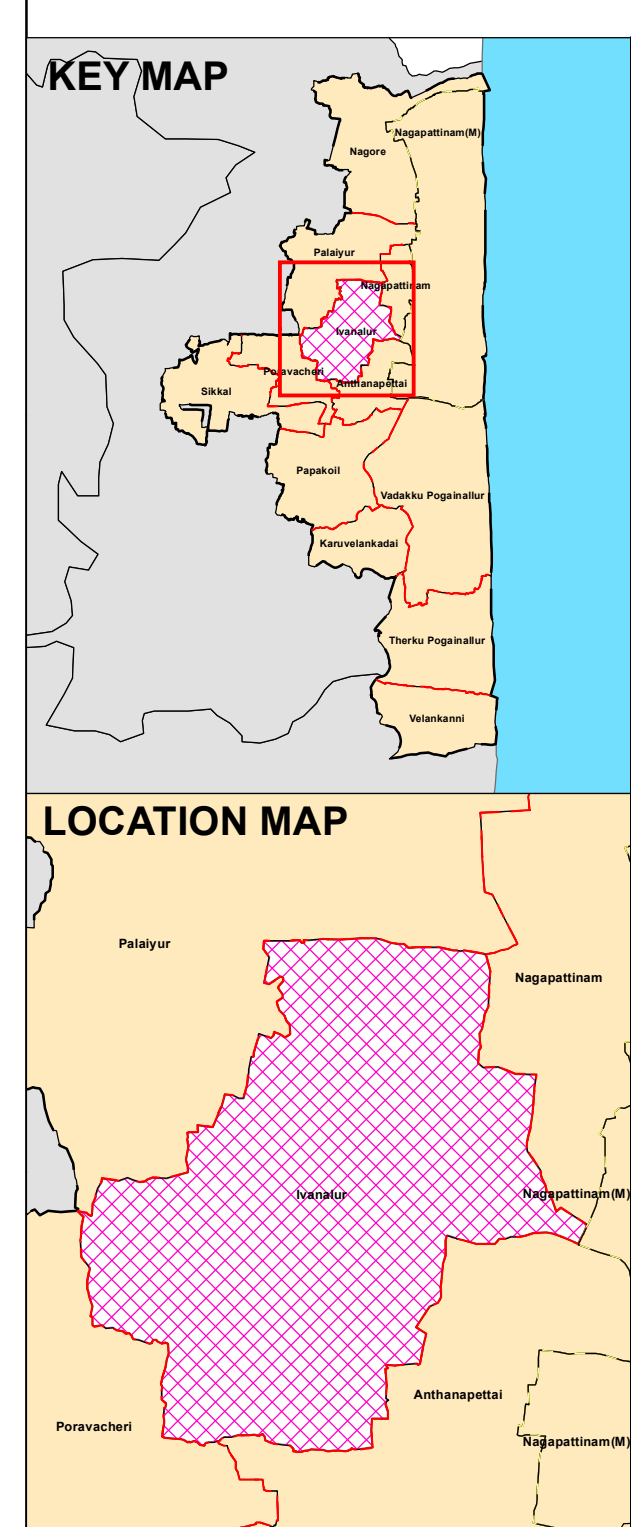 KEY MAP
Nagapattinam(M)
Nagore
Palaiyur
Nagapattinam
Ivanalur
Poravacheri
Anthanapettai
Sikkal
Papakoil
Vadakku Pogainallur
Karuvelankadai
Therku Pogainallur
Velankanni
LOCATION MAP
Palaiyur
Nagapattinam
Ivanalur
Nagapattinam(M)
Anthanapettai
Poravacheri
Nagapattinam(M)